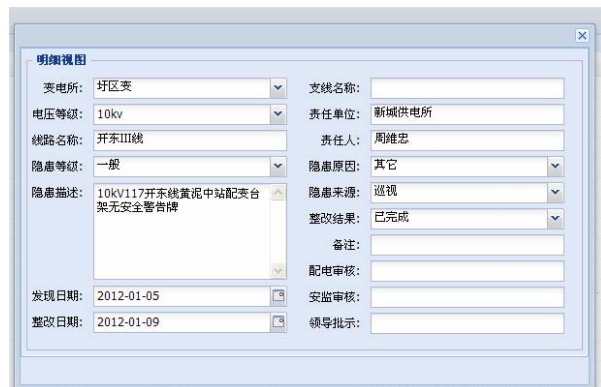 明细视图
变电所: 圩区变
支线名称:
电压等级: 10kv
责任单位: 新城供电所
线路名称: 开东III线
责任人: 周维忠
隐患等级: 一般
隐患原因: 其它
隐患描述: 10kV117开东线黄泥中站配变台
架无安全警告牌
隐患来源: 巡视
整改结果: 已完成
备注:
配电审核:
发现日期: 2012-01-05
安监审核:
整改日期: 2012-01-09
领导批示: